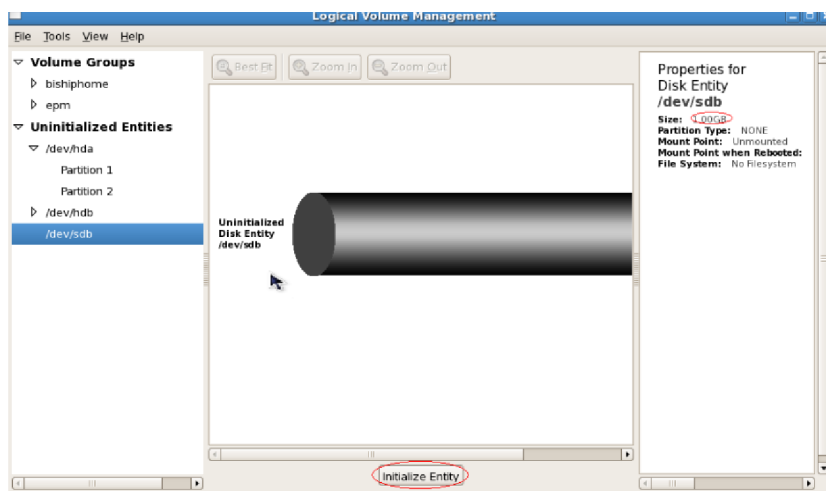 Logical Volume Management
File Tools View Help
Volume Groups
bishiphome
epm
Uninitialized Entities
/dev/hda
Partition 1
Partition 2
/dev/hdb
/dev/sdb
Best Fit Zoom In Zoom Out
Uninitialized
Disk Entity
/dev/sdb
Initialize Entity
Properties for
Disk Entity
/dev/sdb
Size: 1.00GB
Partition Type: NONE
Mount Point: Unmounted
Mount Point when Rebooted:
File System: No Filesystem